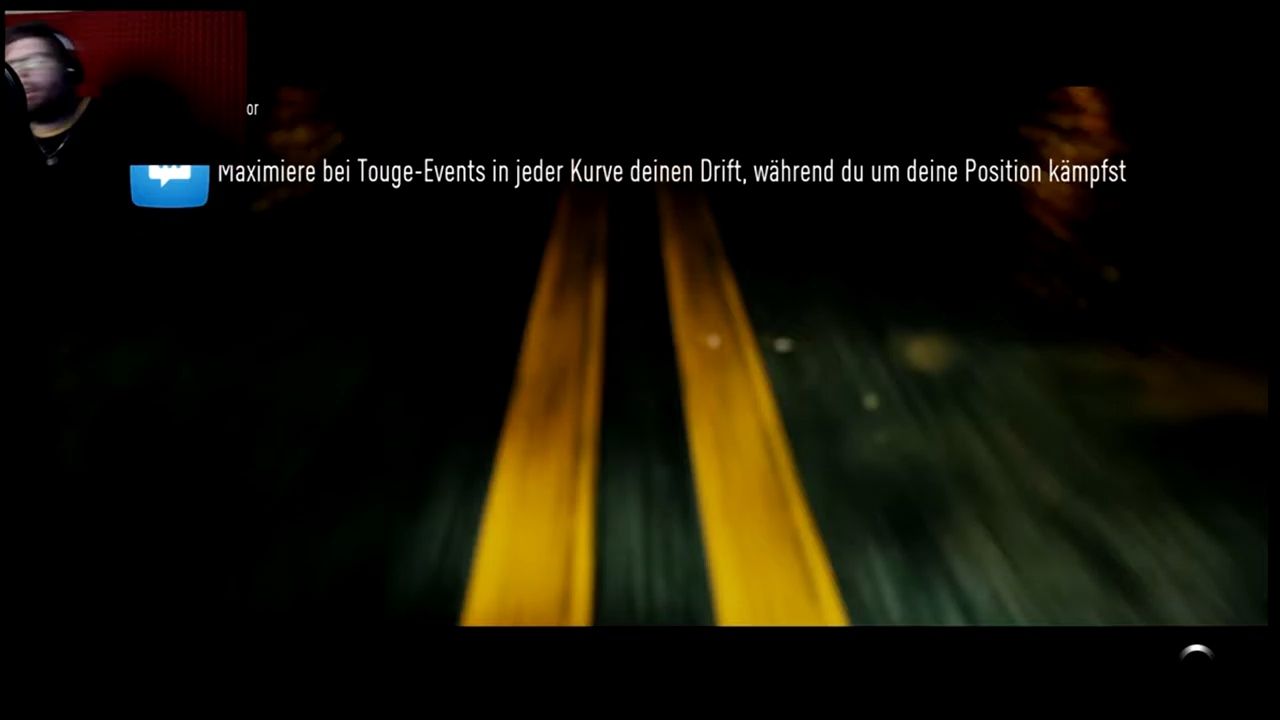 or
Maximiere bei Touge-Events in jeder Kurve deinen Drift, während du um deine Position kämpfst